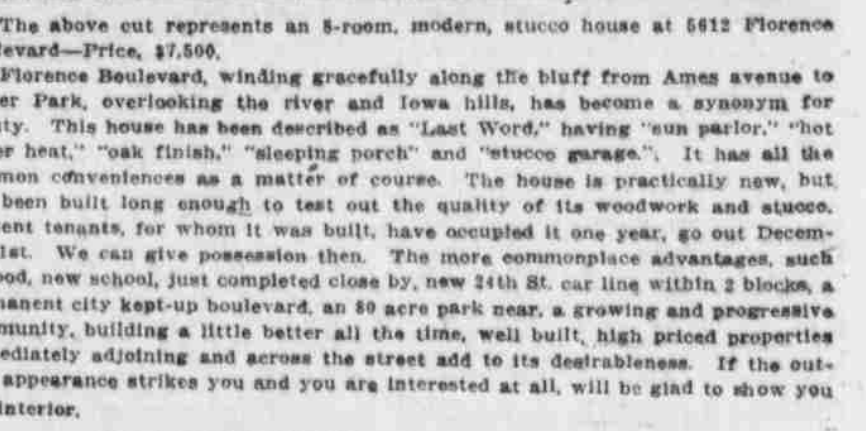 The above cut represents an 8-room, modern, stucco house at 5612 Florence
levard—Price, $7,500.
Florence Boulevard, winding gracefully along the bluff from Ames avenue to
er Park, overlooking the river and Iowa hills, has become a synonym for
ty. This house has been described as "Last Word," having "sun parlor," "hot
er heat," "oak finish," "sleeping porch" and "stucco garage.". It has all the
mon conveniences as a matter of course. The house is practically new, but
been built long enough to test out the quality of its woodwork and stucco.
ent tenants, for whom it was built, have occupied it one year, go out Decem-
1st. We can give possession then. The more commonplace advantages, such
ood, new school, just completed close by, new 24th St. car line within 2 blocks, a
manent city kept-up boulevard, an 80 acre park near, a growing and progressive
munity, building a little better all the time, well built, high priced properties
ediately adjoining and across the street add to its desirableness. If the out-
appearance strikes you and you are interested at all, will be glad to show you
interior.